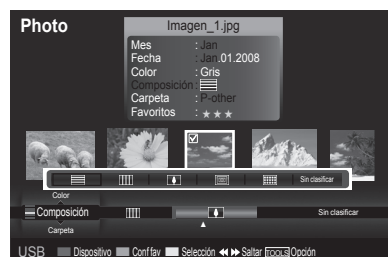 Photo
Imagen_1.jpg
Mes : Jan
Fecha : Jan.01.2008
Color : Gris
Composición :
Carpeta : P-other
Favoritos : ★ ★ ★
Sin clasificar
Color
Composición
Sin clasificar
Carpeta
USB Dispositivo Conf fav Selección ◄► Saltar TOOLS Opción